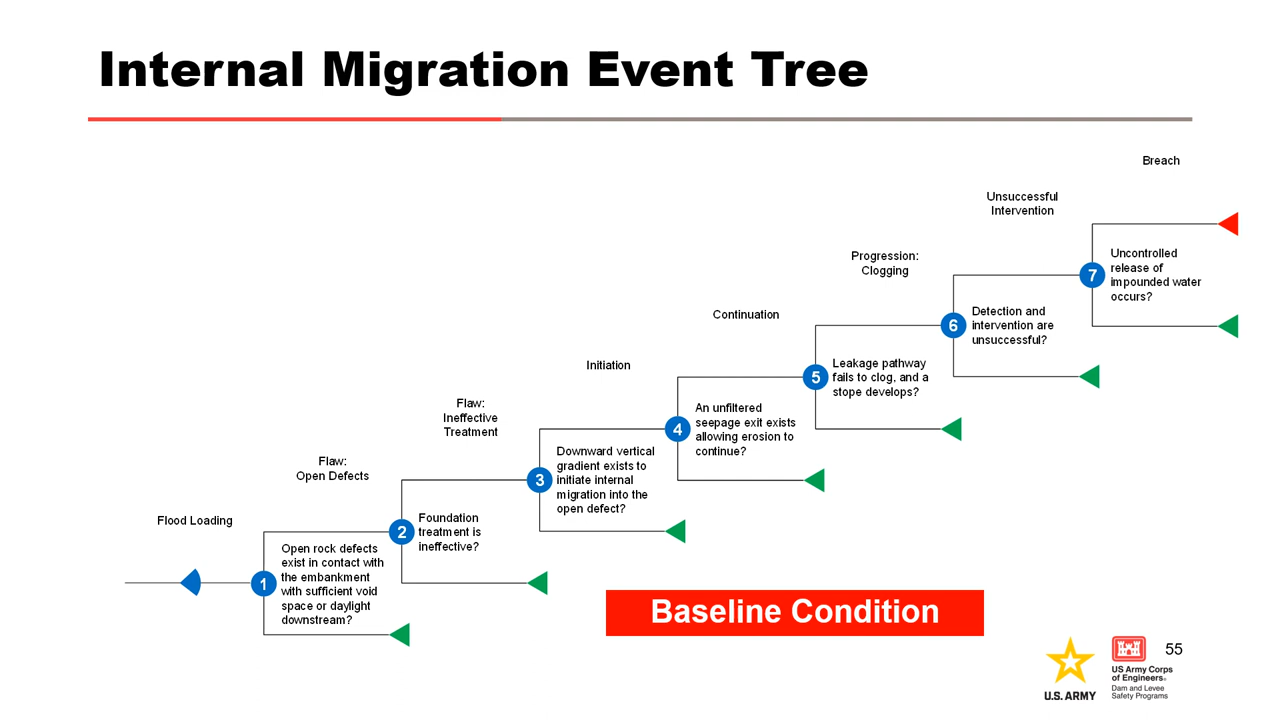 Internal Migration Event Tree
Breach
Unsuccessful
Intervention
7
Uncontrolled
release of
impounded water
occurs?
Progression:
Clogging
6
Detection and
intervention are
unsuccessful?
Continuation
5
Leakage pathway
fails to clog, and a
stope develops?
Initiation
4
An unfiltered
seepage exit exists
allowing erosion to
continue?
Flaw:
Ineffective
Treatment
3
Downward vertical
gradient exists to
initiate internal
migration into the
open defect?
Flaw:
Open Defects
2
Foundation
treatment is
ineffective?
Flood Loading
1
Open rock defects
exist in contact with
the embankment
with sufficient void
space or daylight
downstream?
Baseline Condition
U.S. ARMY
US Army Corps
of Engineers®
Dam and Levee
Safety Programs
55